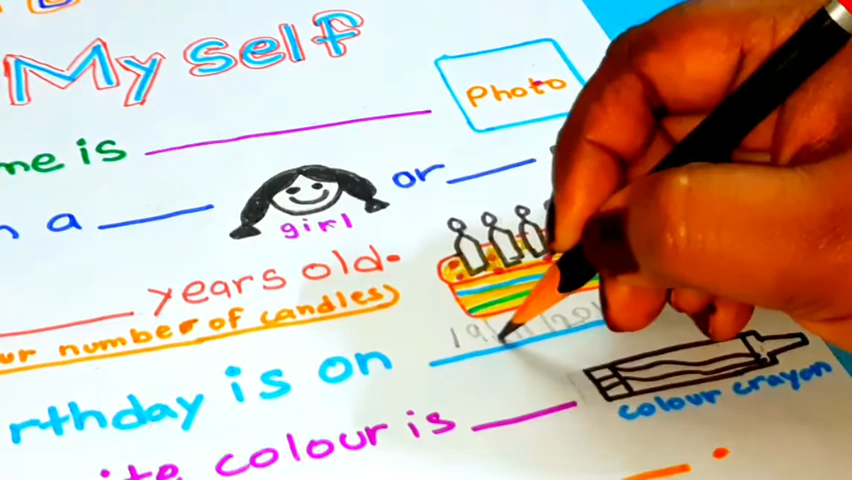 My self
Photo
me is
a
girl
or
years old.
ur number of candles)
rthday is on
19/
colour crayon
ite colour is